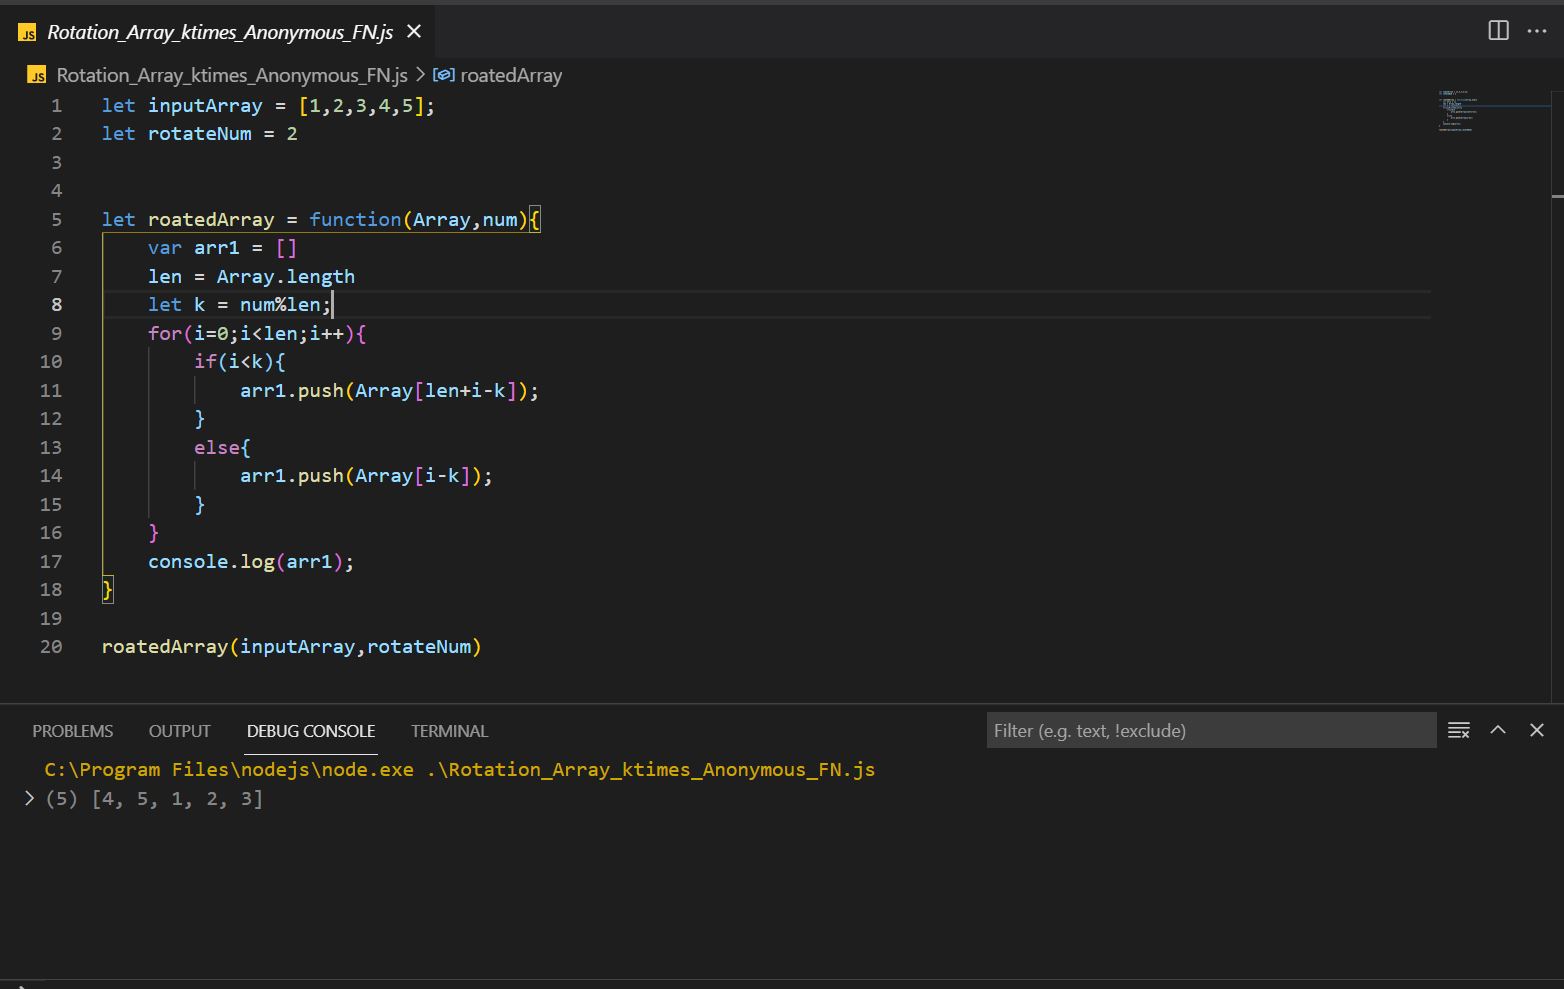 JS Rotation_Array_ktimes_Anonymous_FN.js
JS Rotation_Array_ktimes_Anonymous_FN.js > roatedArray
1 let inputArray = [1,2,3,4,5];
2 let rotateNum = 2
3
4
5 let roatedArray = function(Array,num){
6     var arr1 = []
7     len = Array.length
8     let k = num%len;
9     for(i=0;i<len;i++){
10         if(i<k){
11             arr1.push(Array[len+i-k]);
12         }
13         else{
14             arr1.push(Array[i-k]);
15         }
16     }
17     console.log(arr1);
18 }
19
20 roatedArray(inputArray,rotateNum)
PROBLEMS OUTPUT DEBUG CONSOLE TERMINAL Filter (e.g. text, !exclude)
C:\Program Files\nodejs\node.exe .\Rotation_Array_ktimes_Anonymous_FN.js
> (5) [4, 5, 1, 2, 3]